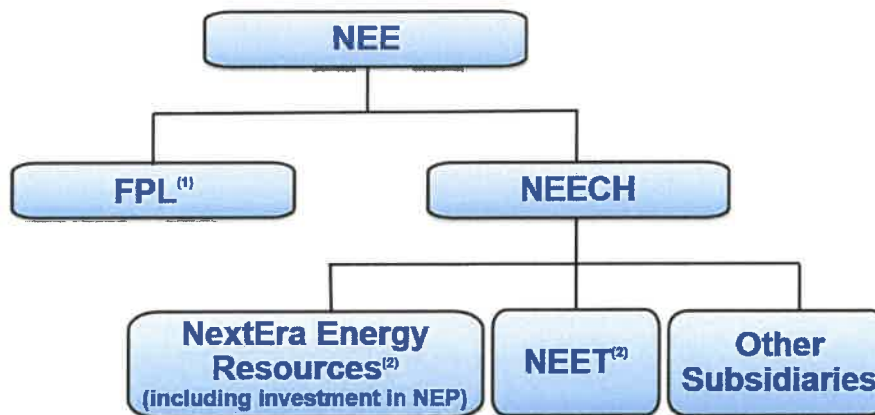 NEE
FPL(1)
NEECH
NextEra Energy
Resources(2)
(including investment in NEP)
NEET(2)
Other
Subsidiaries